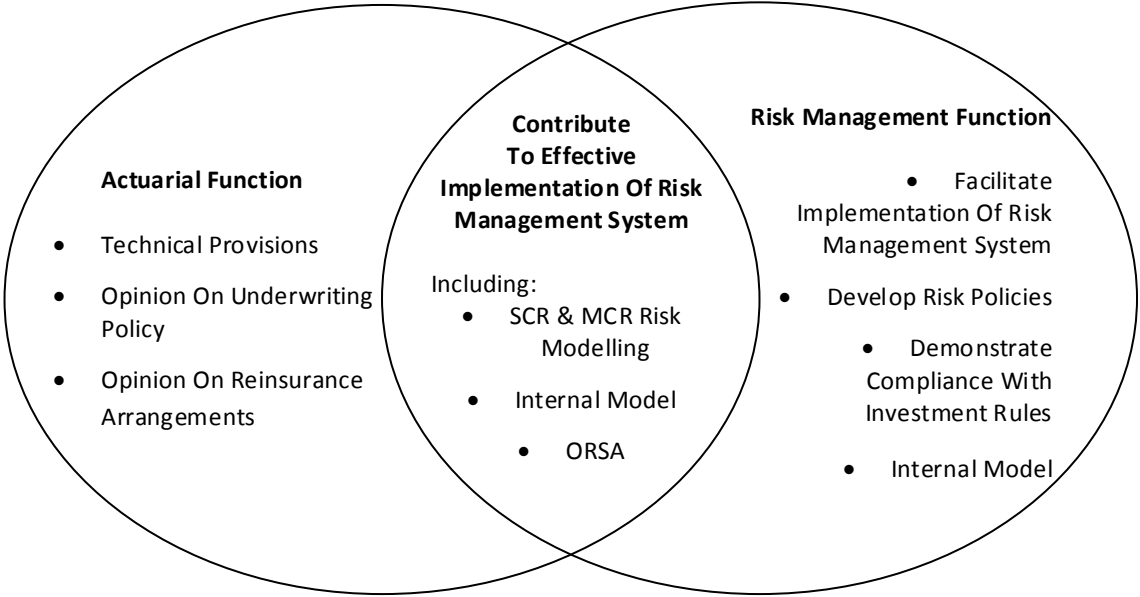 Actuarial Function
• Technical Provisions
• Opinion On Underwriting
Policy
• Opinion On Reinsurance
Arrangements
Contribute
To Effective
Implementation Of Risk
Management System
Including:
• SCR & MCR Risk
Modelling
• Internal Model
• ORSA
Risk Management Function
• Facilitate
Implementation Of Risk
Management System
• Develop Risk Policies
• Demonstrate
Compliance With
Investment Rules
• Internal Model